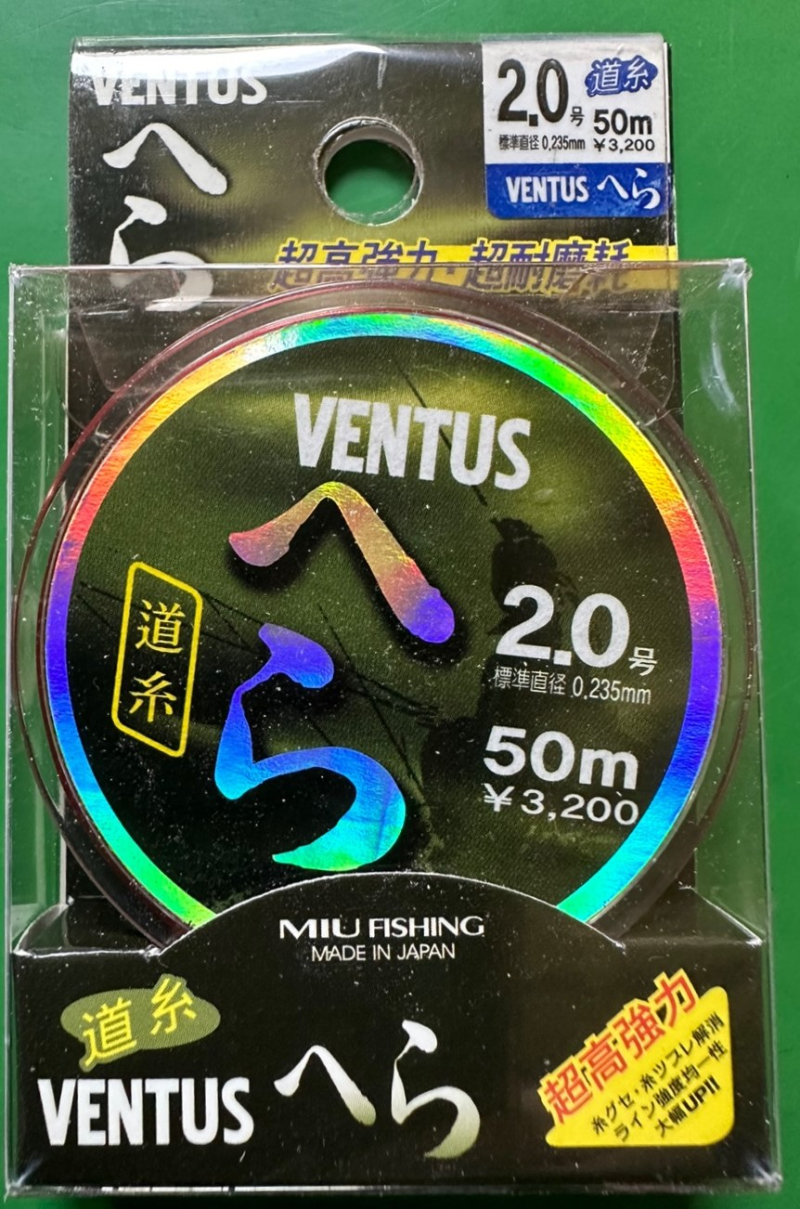 VENTUS
へら
2.0号
道糸
50m
標準直径 0.235mm
¥3,200
VENTUS へら
超高強力・超耐磨耗
VENTUS
へら
道糸
2.0号
標準直径 0.235mm
50m
¥3,200
MIU FISHING
MADE IN JAPAN
道糸
VENTUS へら
超高強力
糸グセ・糸ツブレ解消
ライン強度均一性
大幅UP!!